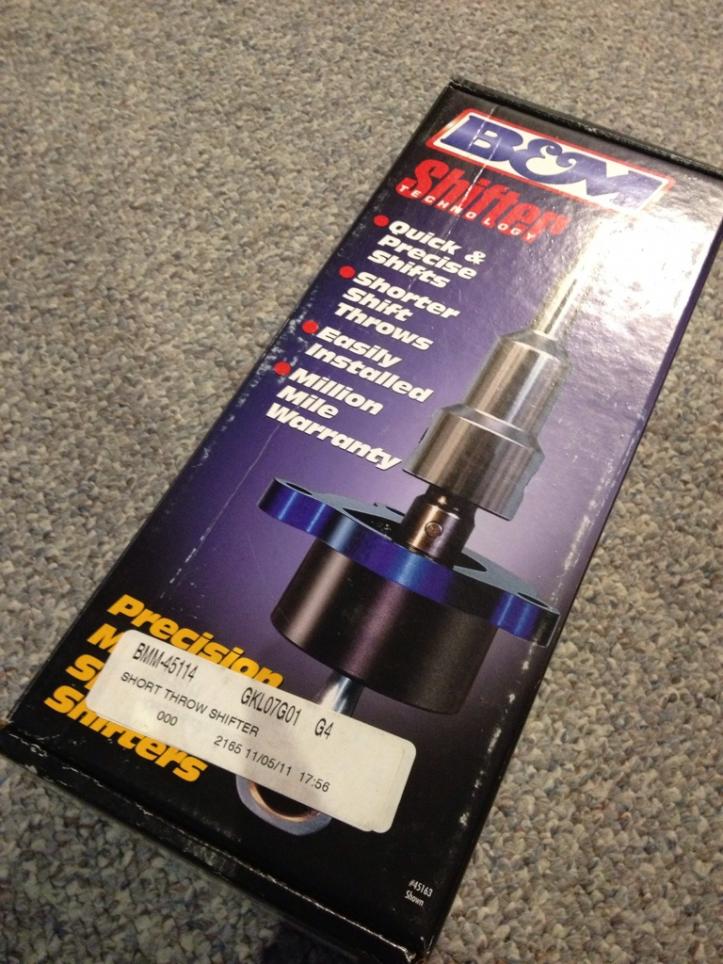 B&M
Shifter
TECHNOLOGY
Quick &
Precise
Shifts
Shorter
Shift
Throws
Easily
Installed
Million
Mile
Warranty
Precision
M
S
Shifters
BMM-45114 GKL07G01 G4
SHORT THROW SHIFTER
000 2165 11/05/11 17:56
#45163
Shown